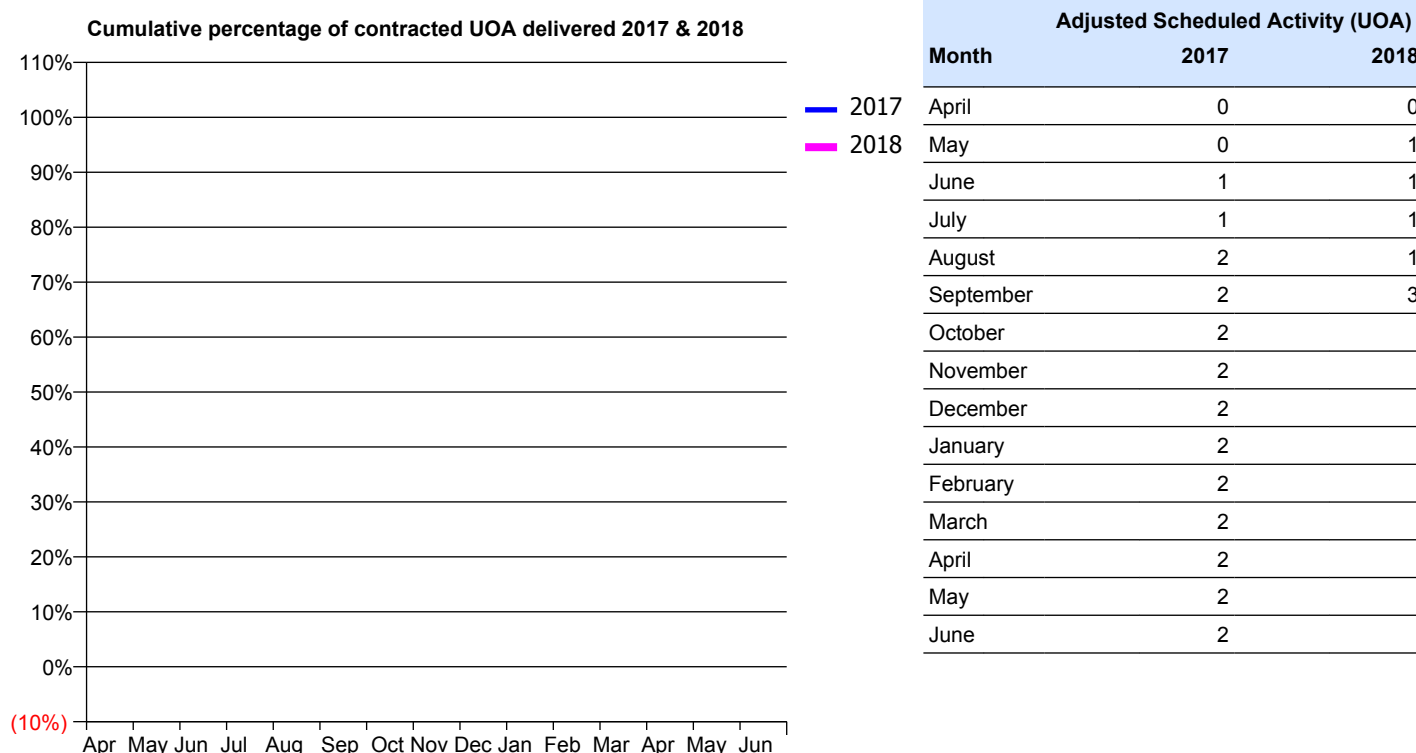 Cumulative percentage of contracted UOA delivered 2017 & 2018
110%
100%
90%
80%
70%
60%
50%
40%
30%
20%
10%
0%
(10%)
Apr May Jun Jul Aug Sep Oct Nov Dec Jan Feb Mar Apr May Jun
2017
2018
Adjusted Scheduled Activity (UOA)
Month 2017 2018
April 0 0
May 0 1
June 1 1
July 1 1
August 2 1
September 2 3
October 2
November 2
December 2
January 2
February 2
March 2
April 2
May 2
June 2